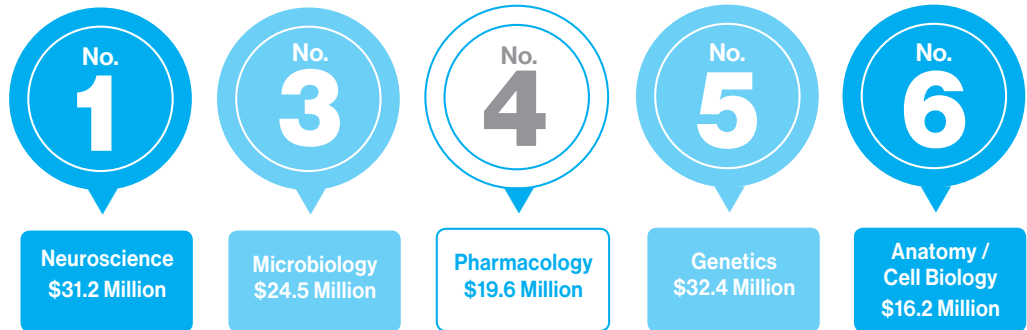 No.
1
Neuroscience
$31.2 Million
No.
3
Microbiology
$24.5 Million
No.
4
Pharmacology
$19.6 Million
No.
5
Genetics
$32.4 Million
No.
6
Anatomy /
Cell Biology
$16.2 Million